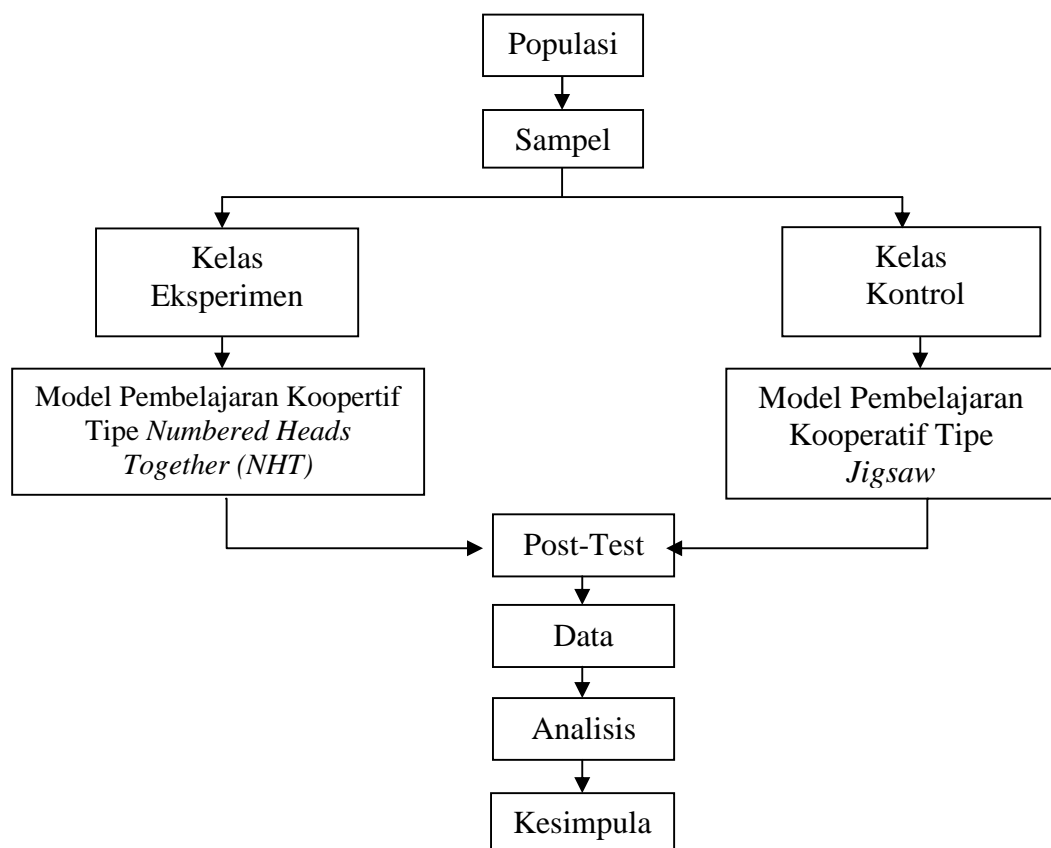 Populasi
Sampel
Kelas
Eksperimen
Kelas
Kontrol
Model Pembelajaran Koopertif
Tipe Numbered Heads
Together (NHT)
Model Pembelajaran
Kooperatif Tipe
Jigsaw
Post-Test
Data
Analisis
Kesimpula